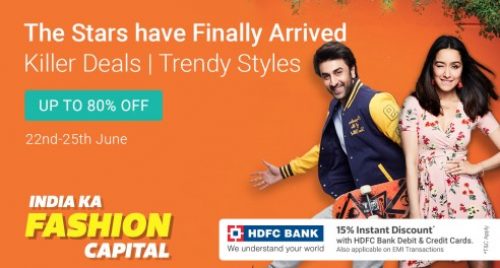 The Stars have Finally Arrived
Killer Deals | Trendy Styles
UP TO 80% OFF
22nd-25th June
INDIA KA
FASHION
CAPITAL
HDFC BANK
We understand your world
15% Instant Discount*
with HDFC Bank Debit & Credit Cards.
Also applicable on EMI Transactions
*T&C Apply